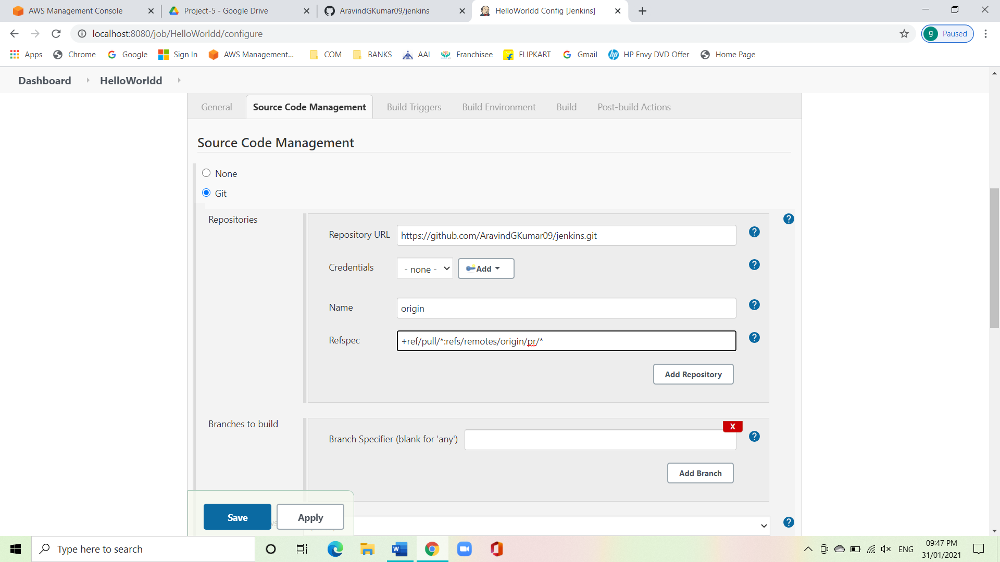 AWS Management Console
Project-5 - Google Drive
AravindGKumar09/jenkins
HelloWorldd Config [Jenkins]
localhost:8080/job/HelloWorldd/configure
g Paused
Apps Chrome Google Sign In AWS Management... COM BANKS AAI Franchisee FLIPKART Gmail HP Envy DVD Offer Home Page
Dashboard HelloWorldd
General Source Code Management Build Triggers Build Environment Build Post-build Actions
Source Code Management
None
Git
Repositories
Repository URL https://github.com/AravindGKumar09/jenkins.git
Credentials - none - Add
Name origin
Refspec +ref/pull/*:refs/remotes/origin/pr/*
Add Repository
Branches to build
X
Branch Specifier (blank for 'any')
Add Branch
Save Apply
Type here to search
ENG
09:47 PM
31/01/2021